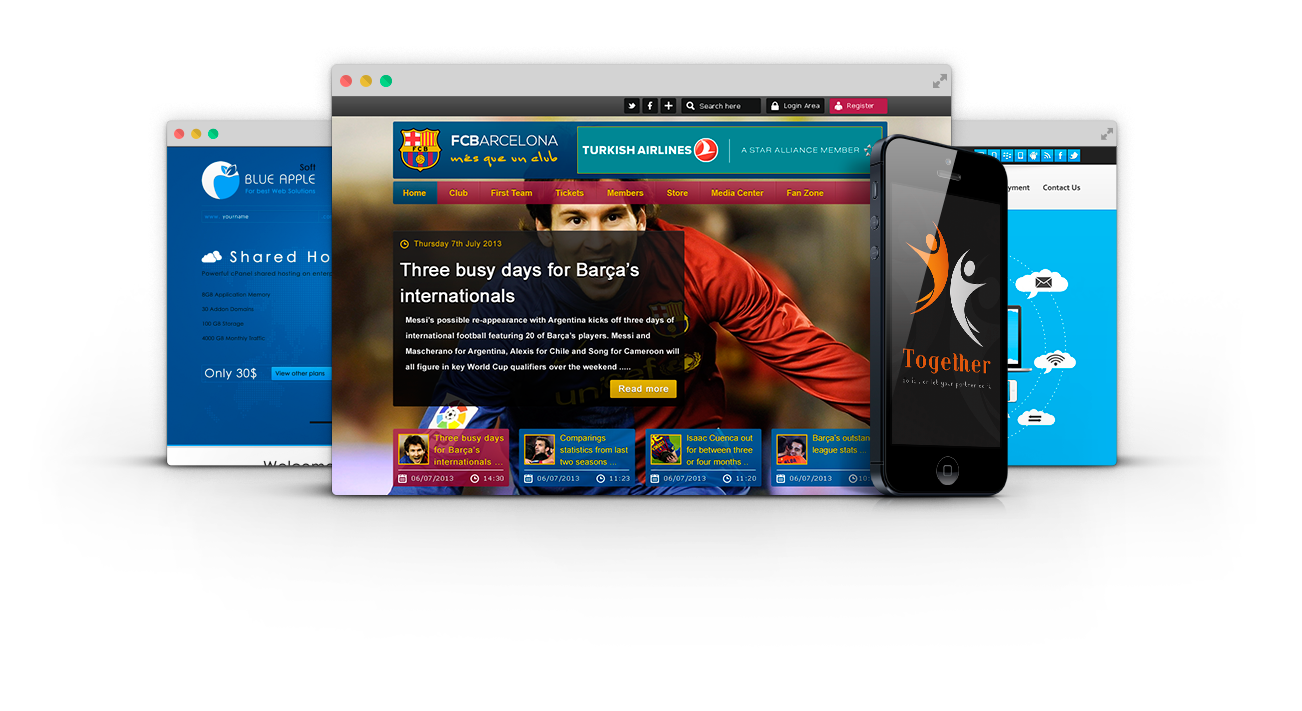 Search here
Login Area
Register
FCBARCELONA
més que un club
TURKISH AIRLINES
A STAR ALLIANCE MEMBER
Home
Club
First Team
Tickets
Members
Store
Media Center
Fan Zone
Thursday 7th July 2013
Three busy days for Barça's
internationals
Messi's possible re-appearance with Argentina kicks off three days of
international football featuring 20 of Barça's players. Messi and
Mascherano for Argentina, Alexis for Chile and Song for Cameroon will
all figure in key World Cup qualifiers over the weekend .....
Read more
Three busy days
for Barça's
internationals ...
06/07/2013
14:30
Comparings
statistics from last
two seasons ...
06/07/2013
11:23
Isaac Cuenca out
for between three
or four months ..
06/07/2013
11:20
Barça's outstan
league stats ...
06/07/2013
10:
Soft
BLUE APPLE
For best Web Solutions
www. yourname
Shared Ho
Powerful cPanel shared hosting on enterp
8GB Application Memory
20 Addon Domains
100 GB Storage
4000 GB Monthly Traffic
Only 30$
View other plans
Welcome
Together
yment
Contact Us